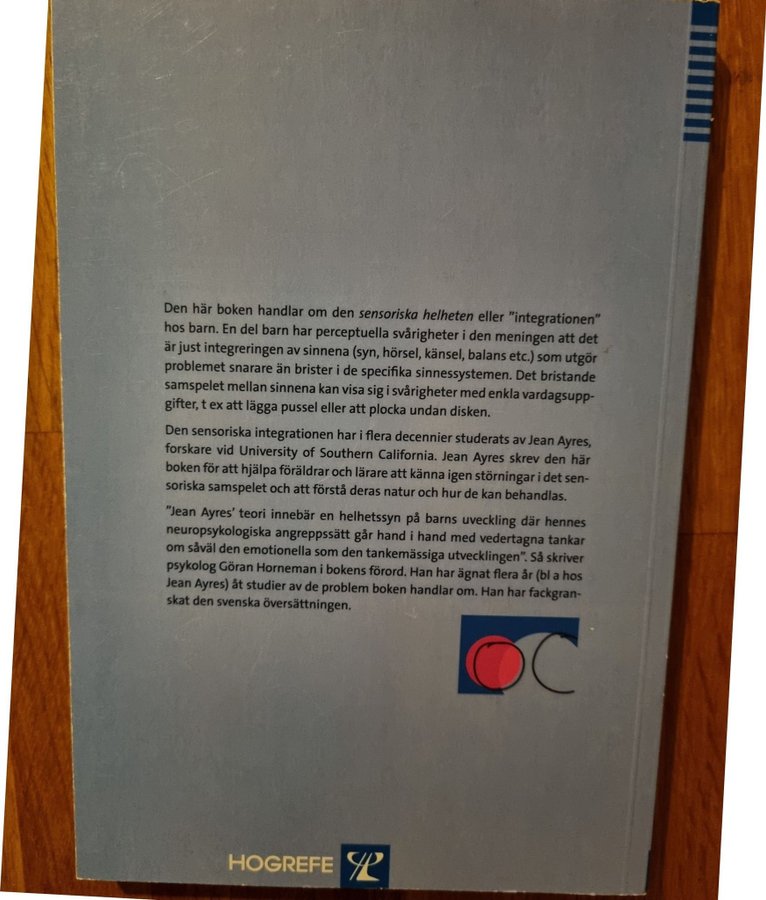 Den här boken handlar om den sensoriska helheten eller ”integrationen”
hos barn. En del barn har perceptuella svårigheter i den meningen att det
är just integreringen av sinnena (syn, hörsel, känsel, balans etc.) som utgör
problemet snarare än brister i de specifika sinnessystemen. Det bristande
samspelet mellan sinnena kan visa sig i svårigheter med enkla vardagsupp-
gifter, t ex att lägga pussel eller att plocka undan disken.
Den sensoriska integrationen har i flera decennier studerats av Jean Ayres,
forskare vid University of Southern California. Jean Ayres skrev den här
boken för att hjälpa föräldrar och lärare att känna igen störningar i det sen-
soriska samspelet och att förstå deras natur och hur de kan behandlas.
”Jean Ayres’ teori innebär en helhetssyn på barns uveckling där hennes
neuropsykologiska angreppssätt går hand i hand med vedertagna tankar
om såväl den emotionella som den tankemässiga utvecklingen”. Så skriver
psykolog Göran Horneman i bokens förord. Han har ägnat flera år (bl a hos
Jean Ayres) åt studier av de problem boken handlar om. Han har fackgran-
skat den svenska översättningen.
HOGREFE